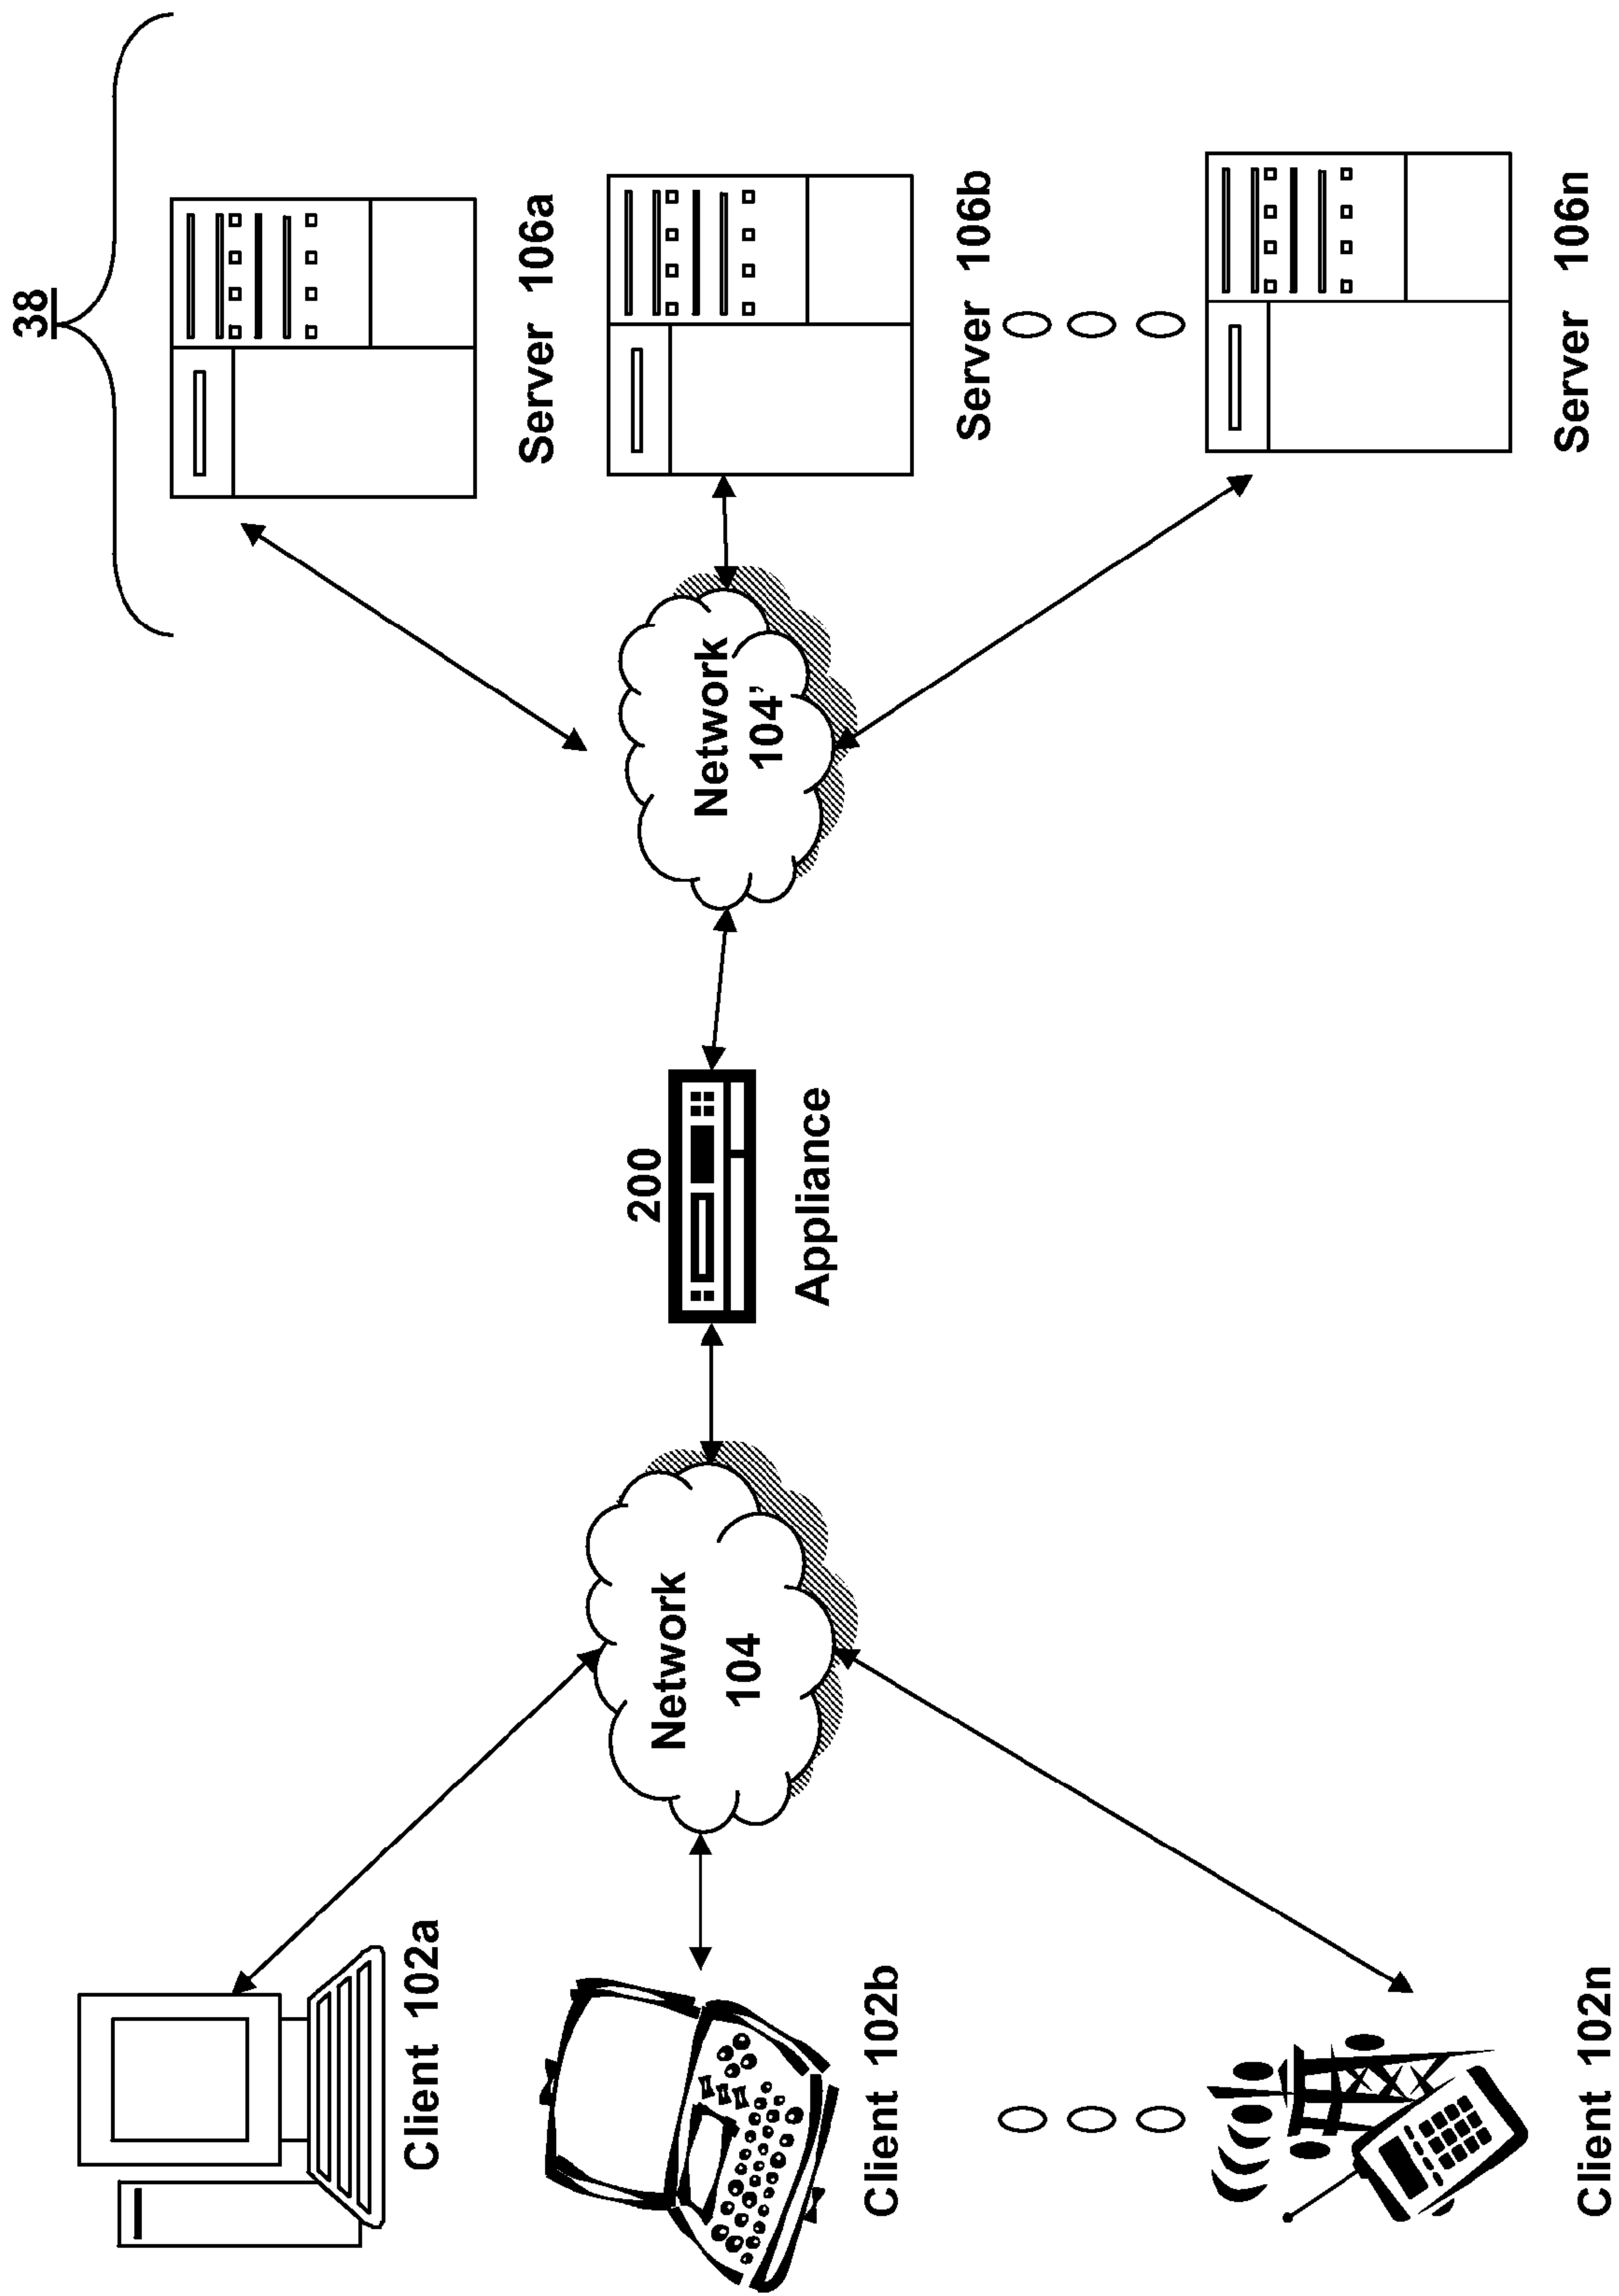 38
Client 102a
Server 106a
200
Network
104
Network
104’
Appliance
Client 102b
Server 106b
Client 102n
Server 106n